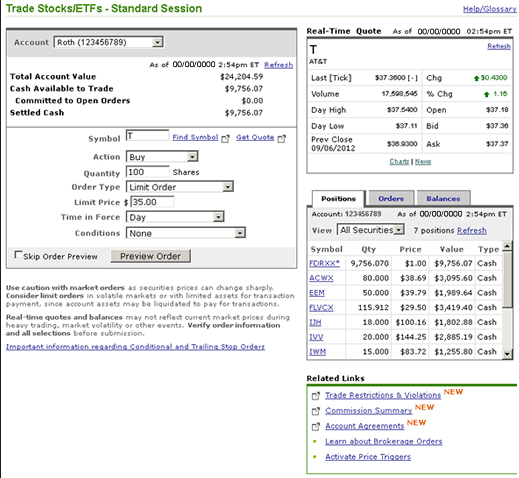 Trade Stocks/ETFs - Standard Session
Help/Glossary
Account Roth (123456789)
As of 00/00/0000 2:54pm ET Refresh
Total Account Value $24,204.59
Cash Available to Trade $9,756.07
Committed to Open Orders $0.00
Settled Cash $9,756.07
Symbol T Find Symbol Get Quote
Action Buy
Quantity 100 Shares
Order Type Limit Order
Limit Price $ 35.00
Time in Force Day
Conditions None
Skip Order Preview Preview Order
Use caution with market orders as securities prices can change sharply.
Consider limit orders in volatile markets or with limited assets for transaction
payment, since account assets may be liquidated to pay for transactions.
Real-time quotes and balances may not reflect current market prices during
heavy trading, market volatility or other events. Verify order information
and all selections before submission.
Important information regarding Conditional and Trailing Stop Orders
Real-Time Quote As of 00/00/0000 02:54pm ET
T Refresh
AT&T
Last [Tick] $37.3600 [-] Chg $0.4300
Volume 17,598,545 % Chg 1.16
Day High $37.5400 Open $37.18
Day Low $37.11 Bid $37.36
Prev Close
09/06/2012 $36.9300 Ask $37.37
Charts | News
Positions Orders Balances
Account: 123456789 As of 00/00/0000 2:54pm ET
View All Securities 7 positions Refresh
Symbol Qty Price Value Type
FDRXX* 9,756.070 $1.00 $9,756.07 Cash
ACWX 80.000 $38.69 $3,095.60 Cash
EEM 50.000 $39.79 $1,989.64 Cash
FLVCX 115.912 $29.50 $3,419.40 Cash
IJH 18.000 $100.16 $1,802.88 Cash
IVV 20.000 $144.25 $2,885.19 Cash
IWM 15.000 $83.72 $1,255.80 Cash
Related Links
Trade Restrictions & Violations NEW
Commission Summary NEW
Account Agreements NEW
Learn about Brokerage Orders
Activate Price Triggers